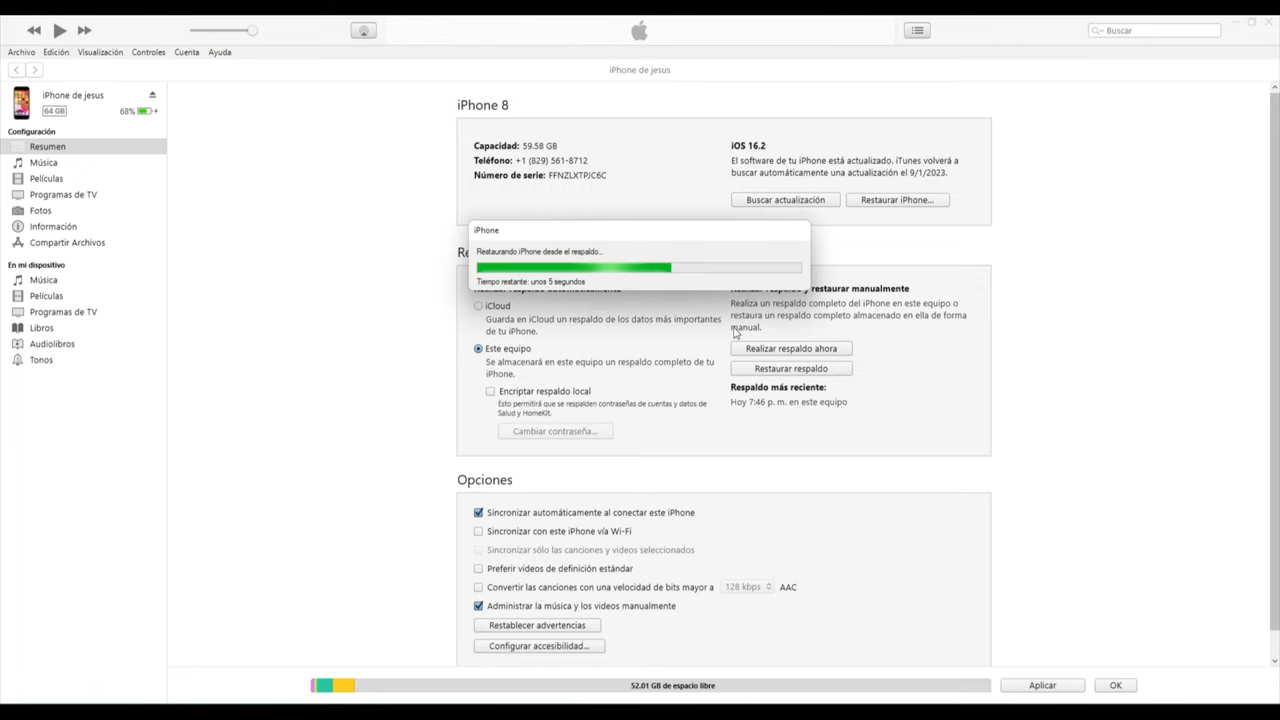 Buscar
Archivo Edición Visualización Controles Cuenta Ayuda
iPhone de jesus
iPhone de jesus
64 GB 68%
Configuración
Resumen
Música
Películas
Programas de TV
Fotos
Información
Compartir Archivos
En mi dispositivo
Música
Películas
Programas de TV
Libros
Audiolibros
Tonos
iPhone 8
Capacidad: 59.58 GB
Teléfono: +1 (829) 561-8712
Número de serie: FFNZLXTPJC6C
iOS 16.2
El software de tu iPhone está actualizado. iTunes volverá a
buscar automáticamente una actualización el 9/1/2023.
Buscar actualización Restaurar iPhone...
iPhone
Restaurando iPhone desde el respaldo...
Tiempo restante: unos 5 segundos
iCloud
Guarda en iCloud un respaldo de los datos más importantes
de tu iPhone.
Este equipo
Se almacenará en este equipo un respaldo completo de tu
iPhone.
Encriptar respaldo local
Esto permitirá que se respalden contraseñas de cuentas y datos de
Salud y HomeKit.
Cambiar contraseña...
y restaurar manualmente
Realiza un respaldo completo del iPhone en este equipo o
restaura un respaldo completo almacenado en ella de forma
manual.
Realizar respaldo ahora
Restaurar respaldo
Respaldo más reciente:
Hoy 7:46 p. m. en este equipo
Opciones
Sincronizar automáticamente al conectar este iPhone
Sincronizar con este iPhone vía Wi-Fi
Sincronizar sólo las canciones y videos seleccionados
Preferir videos de definición estándar
Convertir las canciones con una velocidad de bits mayor a 128 kbps AAC
Administrar la música y los videos manualmente
Restablecer advertencias
Configurar accesibilidad...
52.01 GB de espacio libre
Aplicar OK